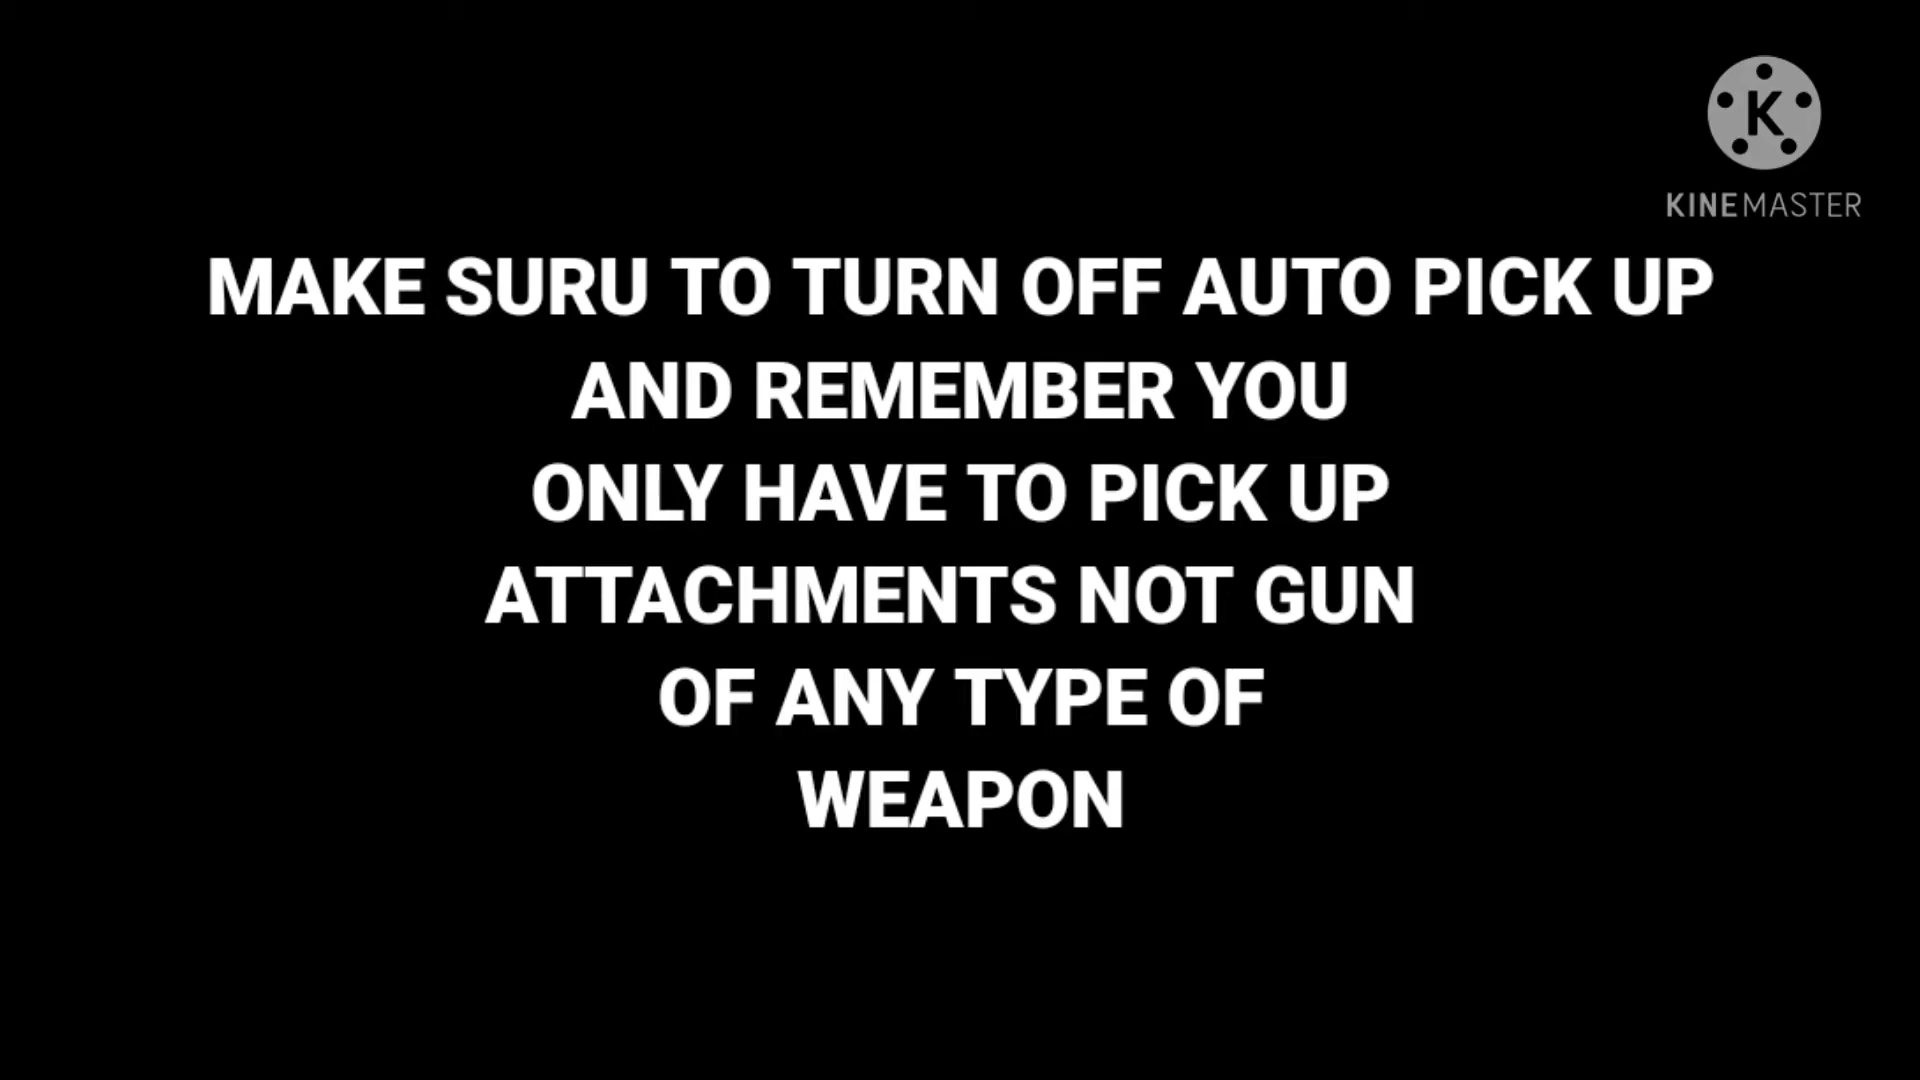 K
KINEMASTER
MAKE SURU TO TURN OFF AUTO PICK UP
AND REMEMBER YOU
ONLY HAVE TO PICK UP
ATTACHMENTS NOT GUN
OF ANY TYPE OF
WEAPON